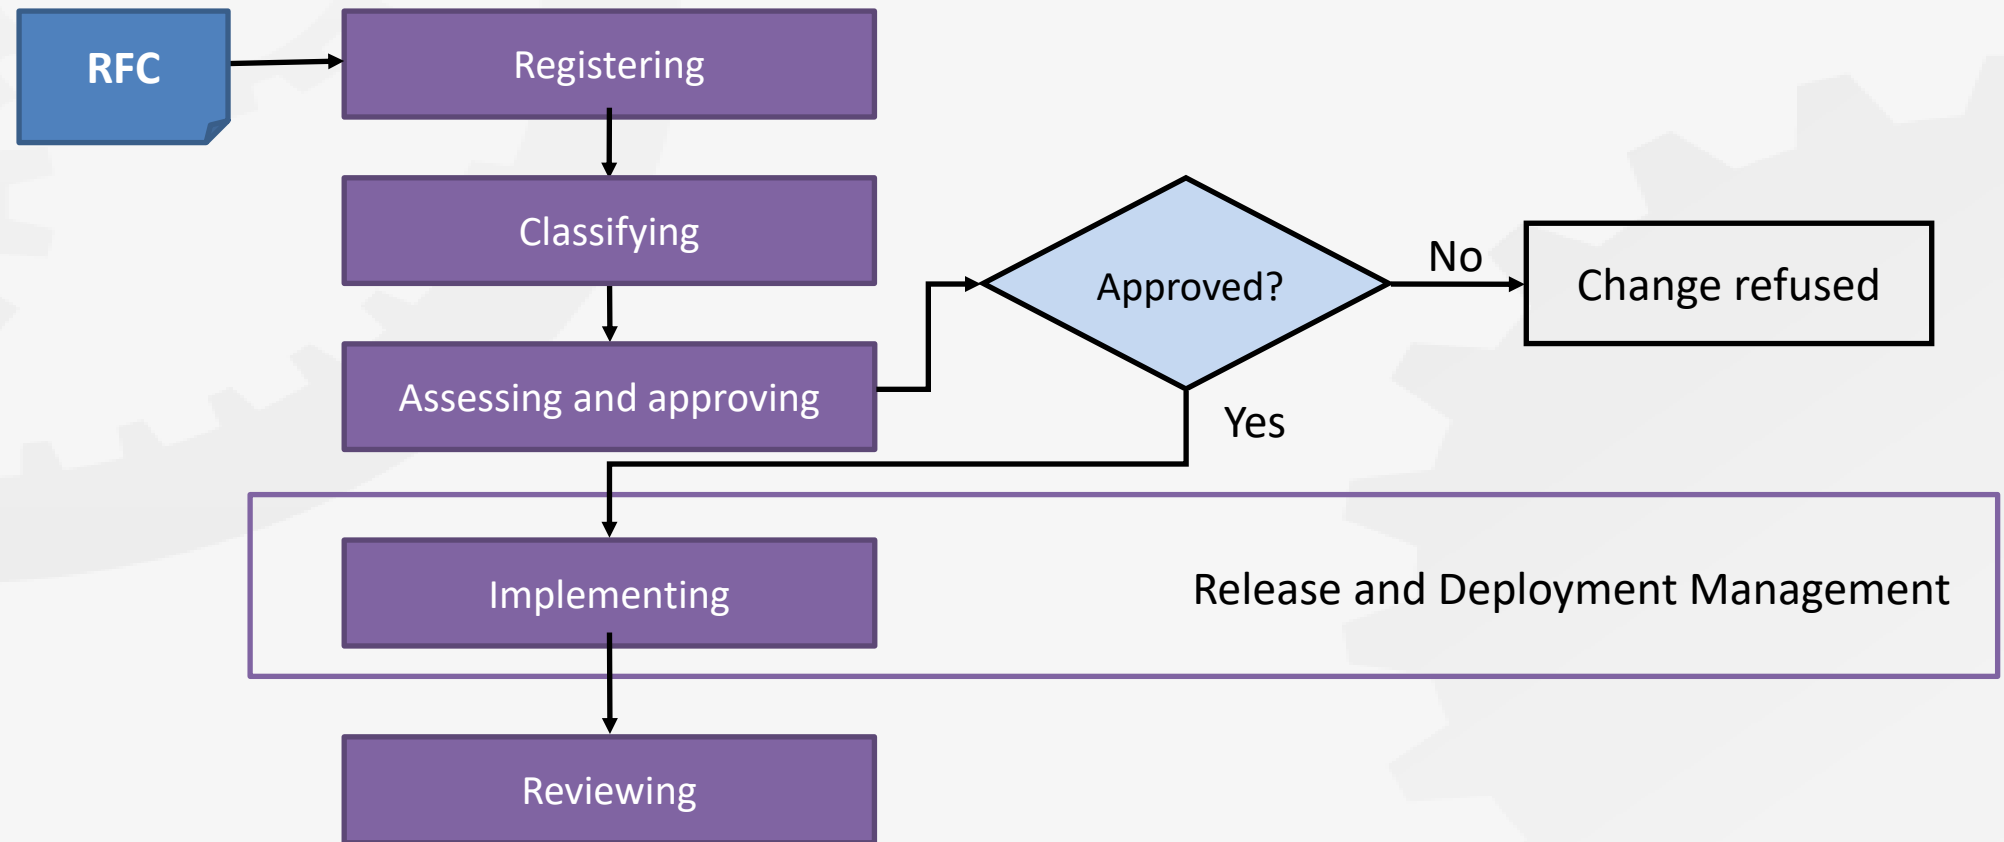 RFC
Registering
Classifying
Approved?
No
Change refused
Assessing and approving
Yes
Implementing
Release and Deployment Management
Reviewing